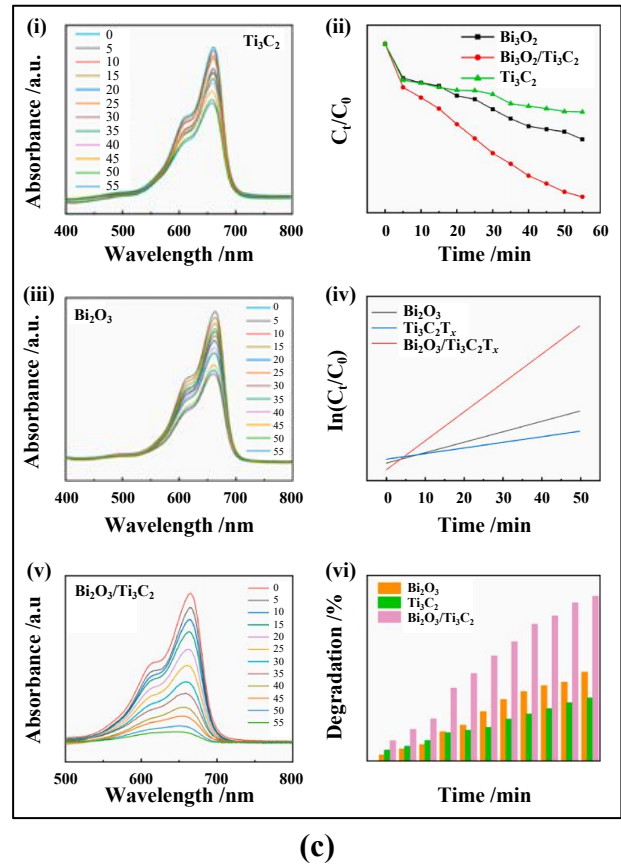 (i)
Ti₃C₂
0
5
10
15
20
25
30
35
40
45
50
55
Absorbance /a.u.
400 500 600 700 800
Wavelength /nm
(ii)
Bi₃O₂
Bi₃O₂/Ti₃C₂
Ti₃C₂
Cₜ/C₀
0 10 20 30 40 50 60
Time /min
(iii)
Bi₂O₃
0
5
10
15
20
25
30
35
40
45
50
55
Absorbance /a.u.
400 500 600 700 800
Wavelength /nm
(iv)
Bi₂O₃
Ti₃C₂Tₓ
Bi₂O₃/Ti₃C₂Tₓ
In(Cₜ/C₀)
0 10 20 30 40 50
Time /min
(v)
Bi₂O₃/Ti₃C₂
0
5
10
15
20
25
30
35
40
45
50
55
Absorbance /a.u
500 600 700 800
Wavelength /nm
(vi)
Bi₂O₃
Ti₃C₂
Bi₂O₃/Ti₃C₂
Degradation /%
Time /min
(c)